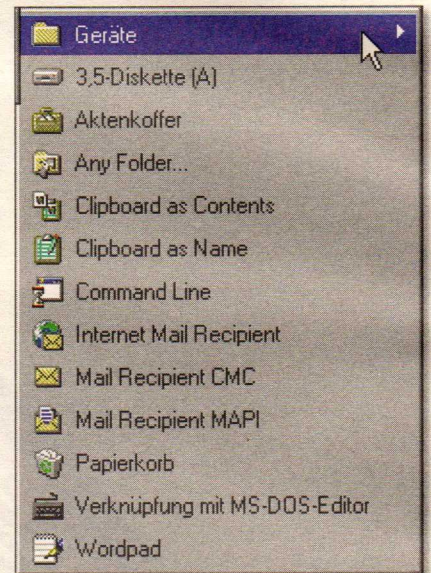 Geräte
3,5-Diskette (A)
Aktenkoffer
Any Folder...
Clipboard as Contents
Clipboard as Name
Command Line
Internet Mail Recipient
Mail Recipient CMC
Mail Recipient MAPI
Papierkorb
Verknüpfung mit MS-DOS-Editor
Wordpad